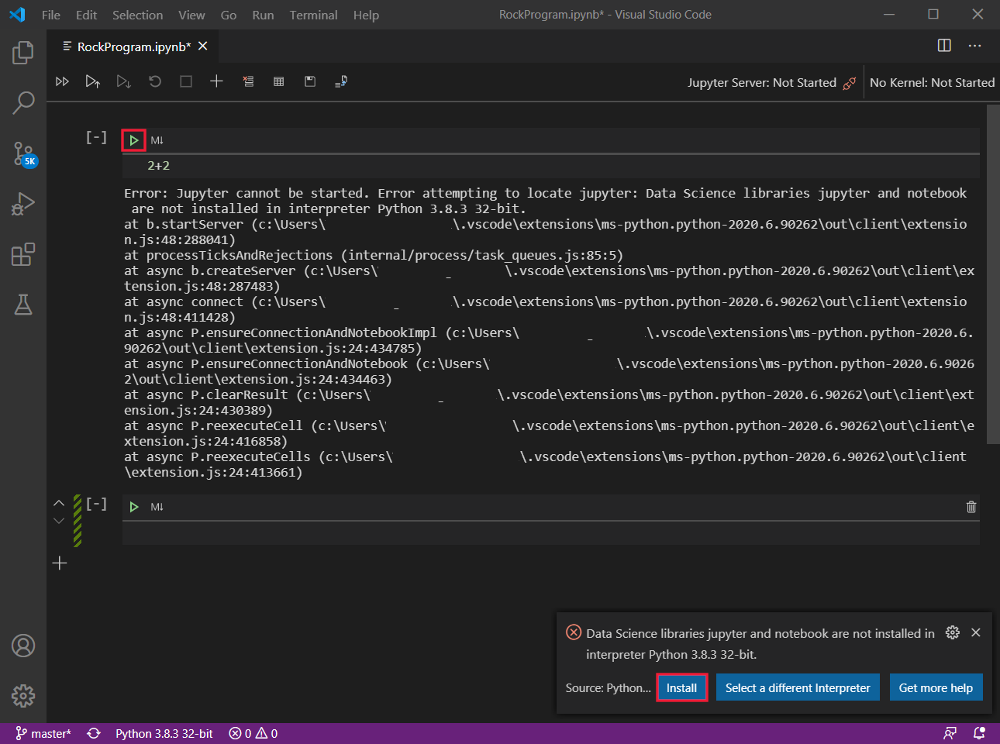 File Edit Selection View Go Run Terminal Help RockProgram.ipynb* - Visual Studio Code
RockProgram.ipynb*
Jupyter Server: Not Started No Kernel: Not Started
[-] M↓
2+2
Error: Jupyter cannot be started. Error attempting to locate jupyter: Data Science libraries jupyter and notebook
are not installed in interpreter Python 3.8.3 32-bit.
at b.startServer (c:\Users\ \.vscode\extensions\ms-python.python-2020.6.90262\out\client\extensio
n.js:48:288041)
at processTicksAndRejections (internal/process/task_queues.js:85:5)
at async b.createServer (c:\Users\ _ \.vscode\extensions\ms-python.python-2020.6.90262\out\client\ex
tension.js:48:287483)
at async connect (c:\Users\ _ \.vscode\extensions\ms-python.python-2020.6.90262\out\client\extensio
n.js:48:411428)
at async P.ensureConnectionAndNotebookImpl (c:\Users\ _ \.vscode\extensions\ms-python.python-2020.6.
90262\out\client\extension.js:24:434785)
at async P.ensureConnectionAndNotebook (c:\Users\ \.vscode\extensions\ms-python.python-2020.6.9026
2\out\client\extension.js:24:434463)
at async P.clearResult (c:\Users\ _ \.vscode\extensions\ms-python.python-2020.6.90262\out\client\ext
ension.js:24:430389)
at async P.reexecuteCell (c:\Users\ \.vscode\extensions\ms-python.python-2020.6.90262\out\client\e
xtension.js:24:416858)
at async P.reexecuteCells (c:\Users\ \.vscode\extensions\ms-python.python-2020.6.90262\out\client
\extension.js:24:413661)
[-] M↓
5K
Data Science libraries jupyter and notebook are not installed in
interpreter Python 3.8.3 32-bit.
Source: Python... Install Select a different Interpreter Get more help
master* Python 3.8.3 32-bit 0 0